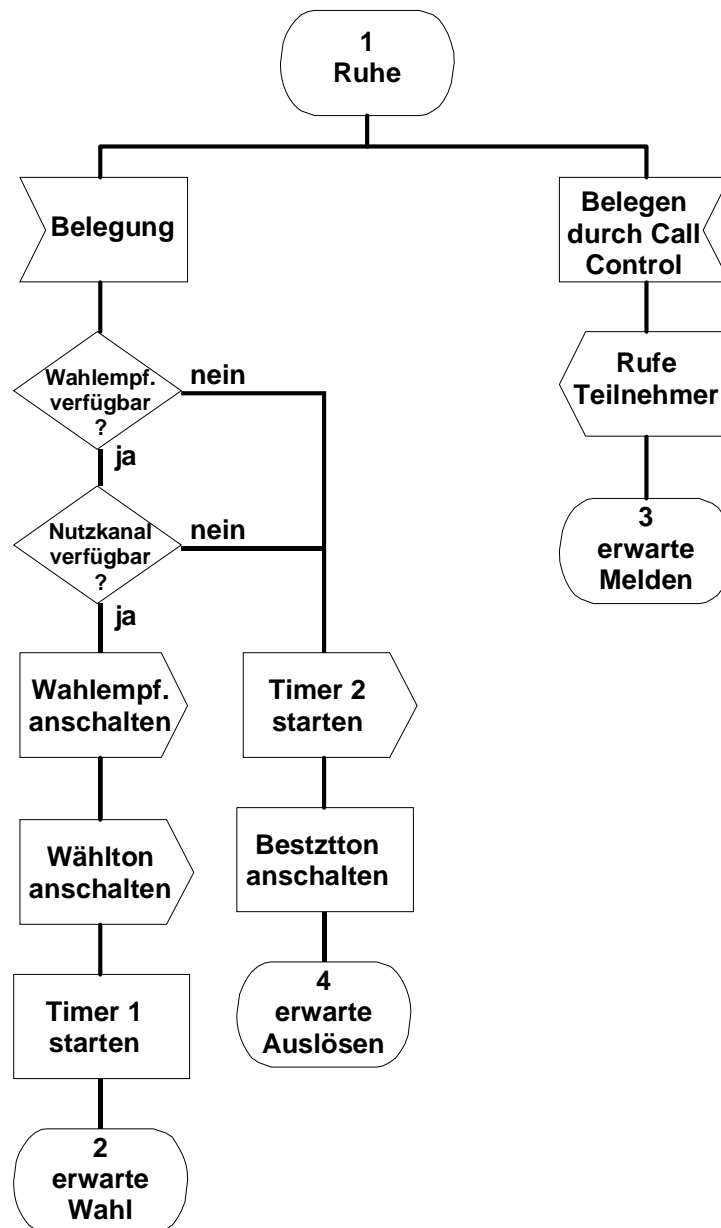 1
Ruhe
Belegung
Belegen
durch Call
Control
Wahlempf.
verfügbar
?
nein
ja
Rufe
Teilnehmer
Nutzkanal
verfügbar
?
nein
ja
3
erwarte
Melden
Wahlempf.
anschalten
Timer 2
starten
Wählton
anschalten
Bestztton
anschalten
Timer 1
starten
4
erwarte
Auslösen
2
erwarte
Wahl